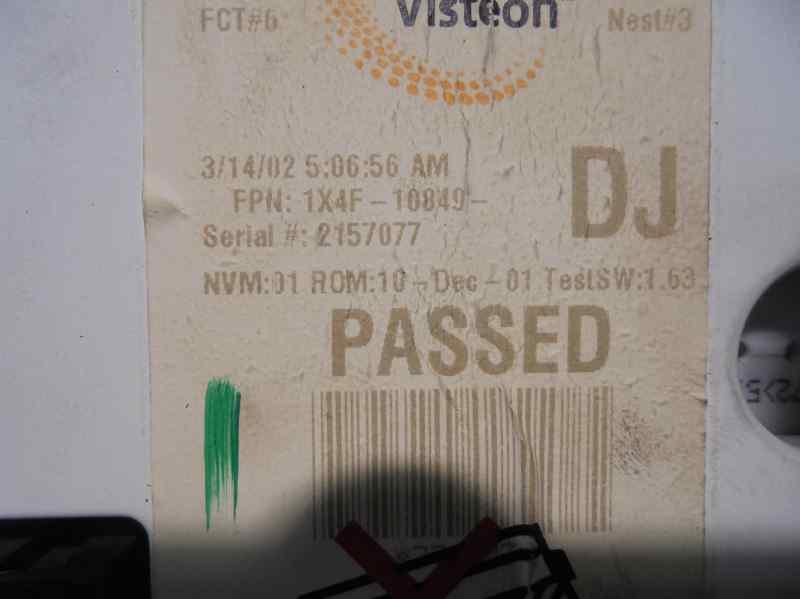 Visteon
FCT#6 Nest#3
3/14/02 5:06:56 AM
DJ
FPN: 1X4F-10849-
Serial #: 2157077
NVM:01 ROM:10-Dec-01 TestSW:1.63
PASSED